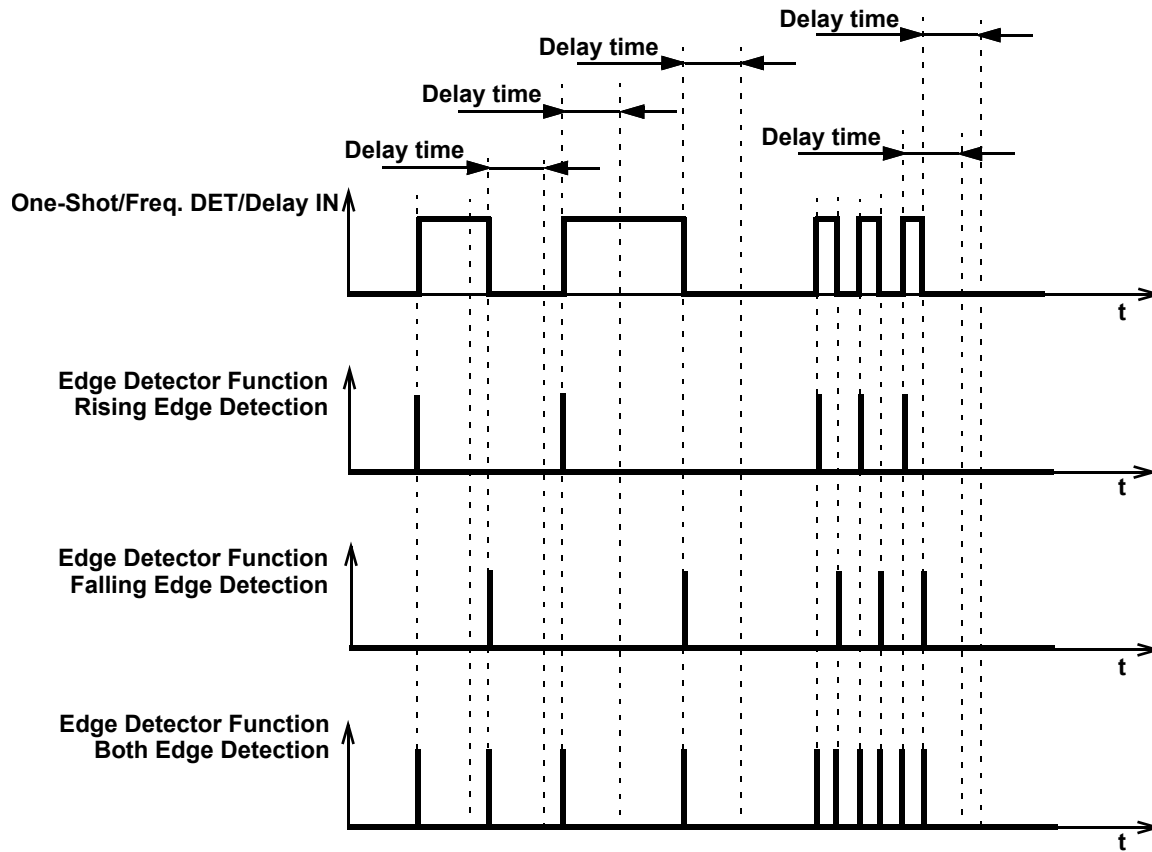 Delay time
Delay time
Delay time
Delay time
Delay time
One-Shot/Freq. DET/Delay IN
t
Edge Detector Function
Rising Edge Detection
t
Edge Detector Function
Falling Edge Detection
t
Edge Detector Function
Both Edge Detection
t